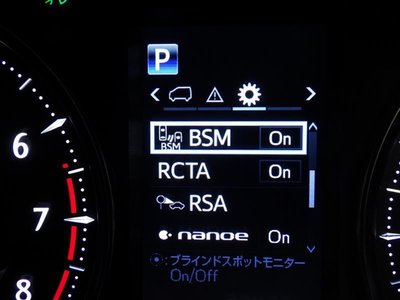 P
BSM BSM On
RCTA On
RSA
nanoe On
:ブラインドスポットモニター
On/Off
6
7
8